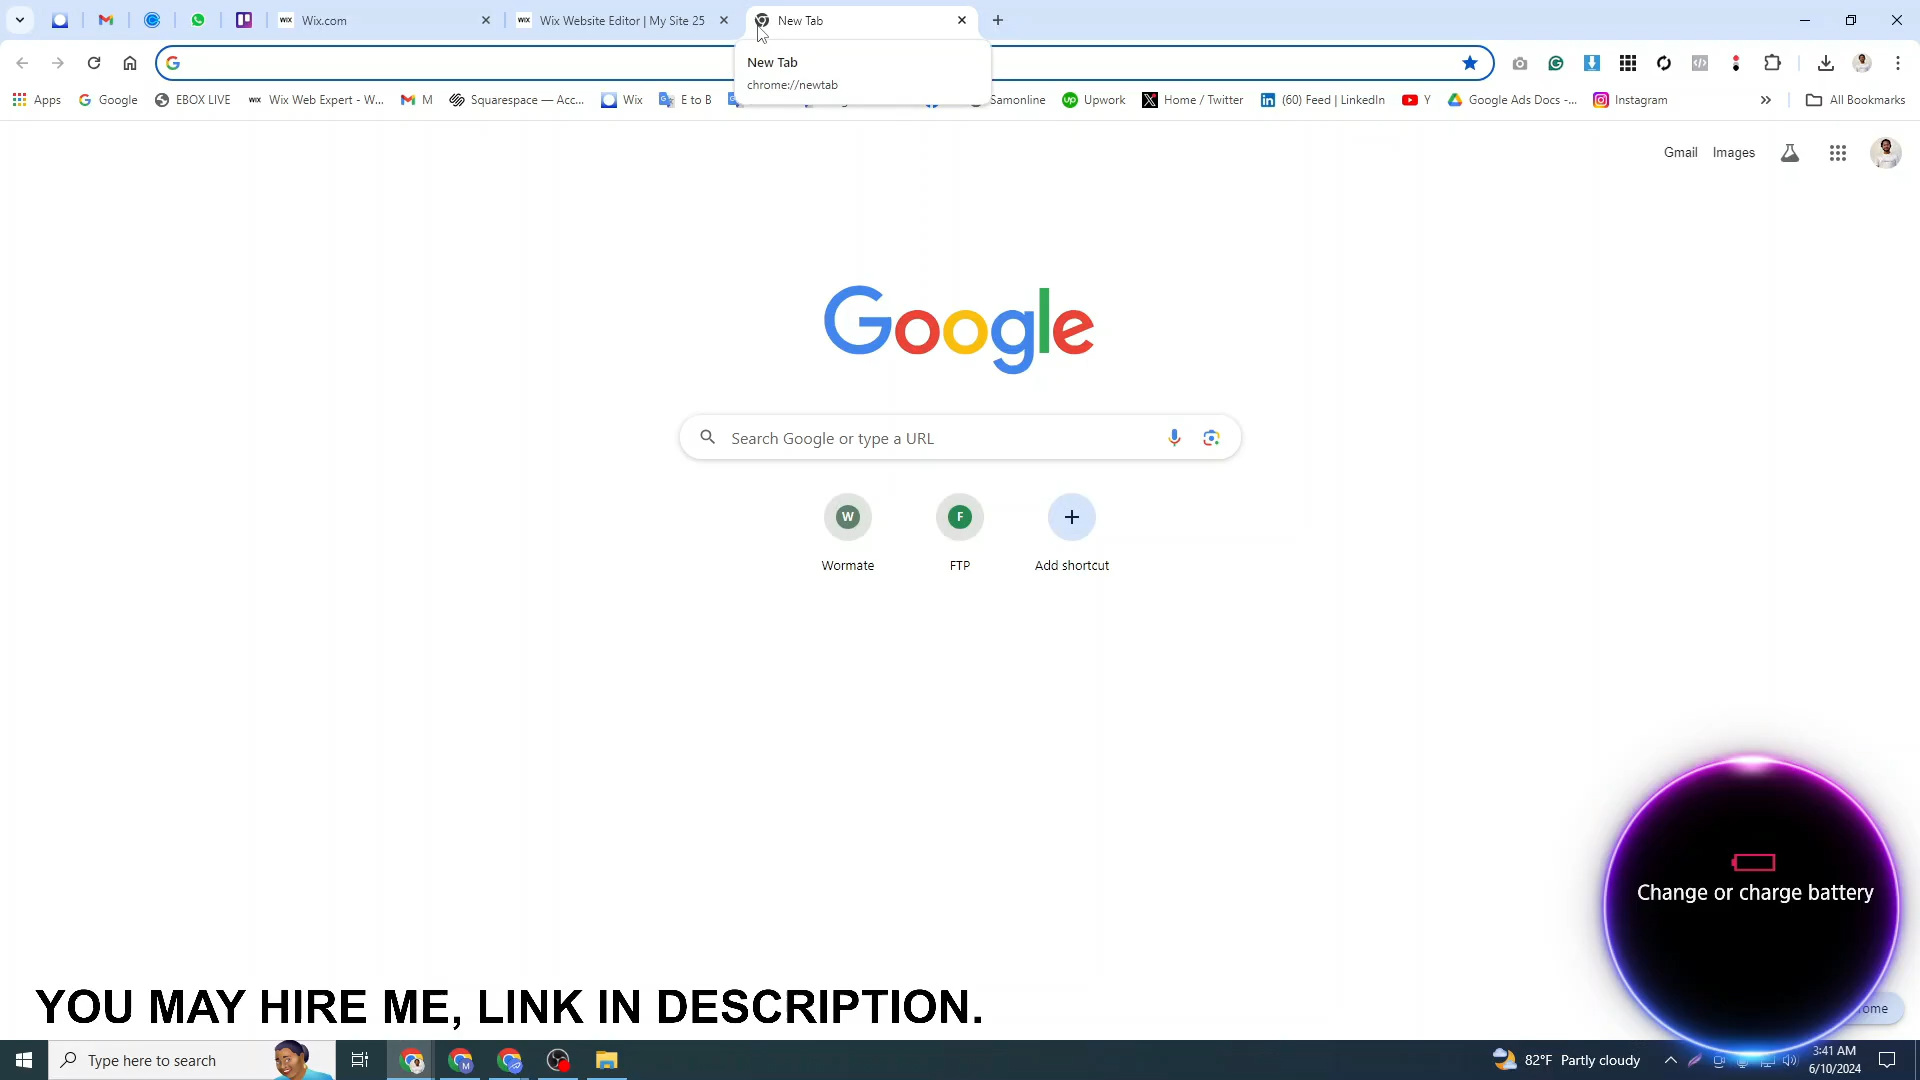 Wix.com
Wix Website Editor | My Site 25
New Tab
New Tab
chrome://newtab
Apps
Google
EBOX LIVE
Wix Web Expert - W...
M
Squarespace — Acc...
Wix
E to B
Samonline
Upwork
Home / Twitter
(60) Feed | LinkedIn
Y
Google Ads Docs -...
Instagram
All Bookmarks
Gmail
Images
Google
Search Google or type a URL
W
F
Wormate
FTP
Add shortcut
Change or charge battery
YOU MAY HIRE ME, LINK IN DESCRIPTION.
Type here to search
82°F Partly cloudy
3:41 AM
6/10/2024